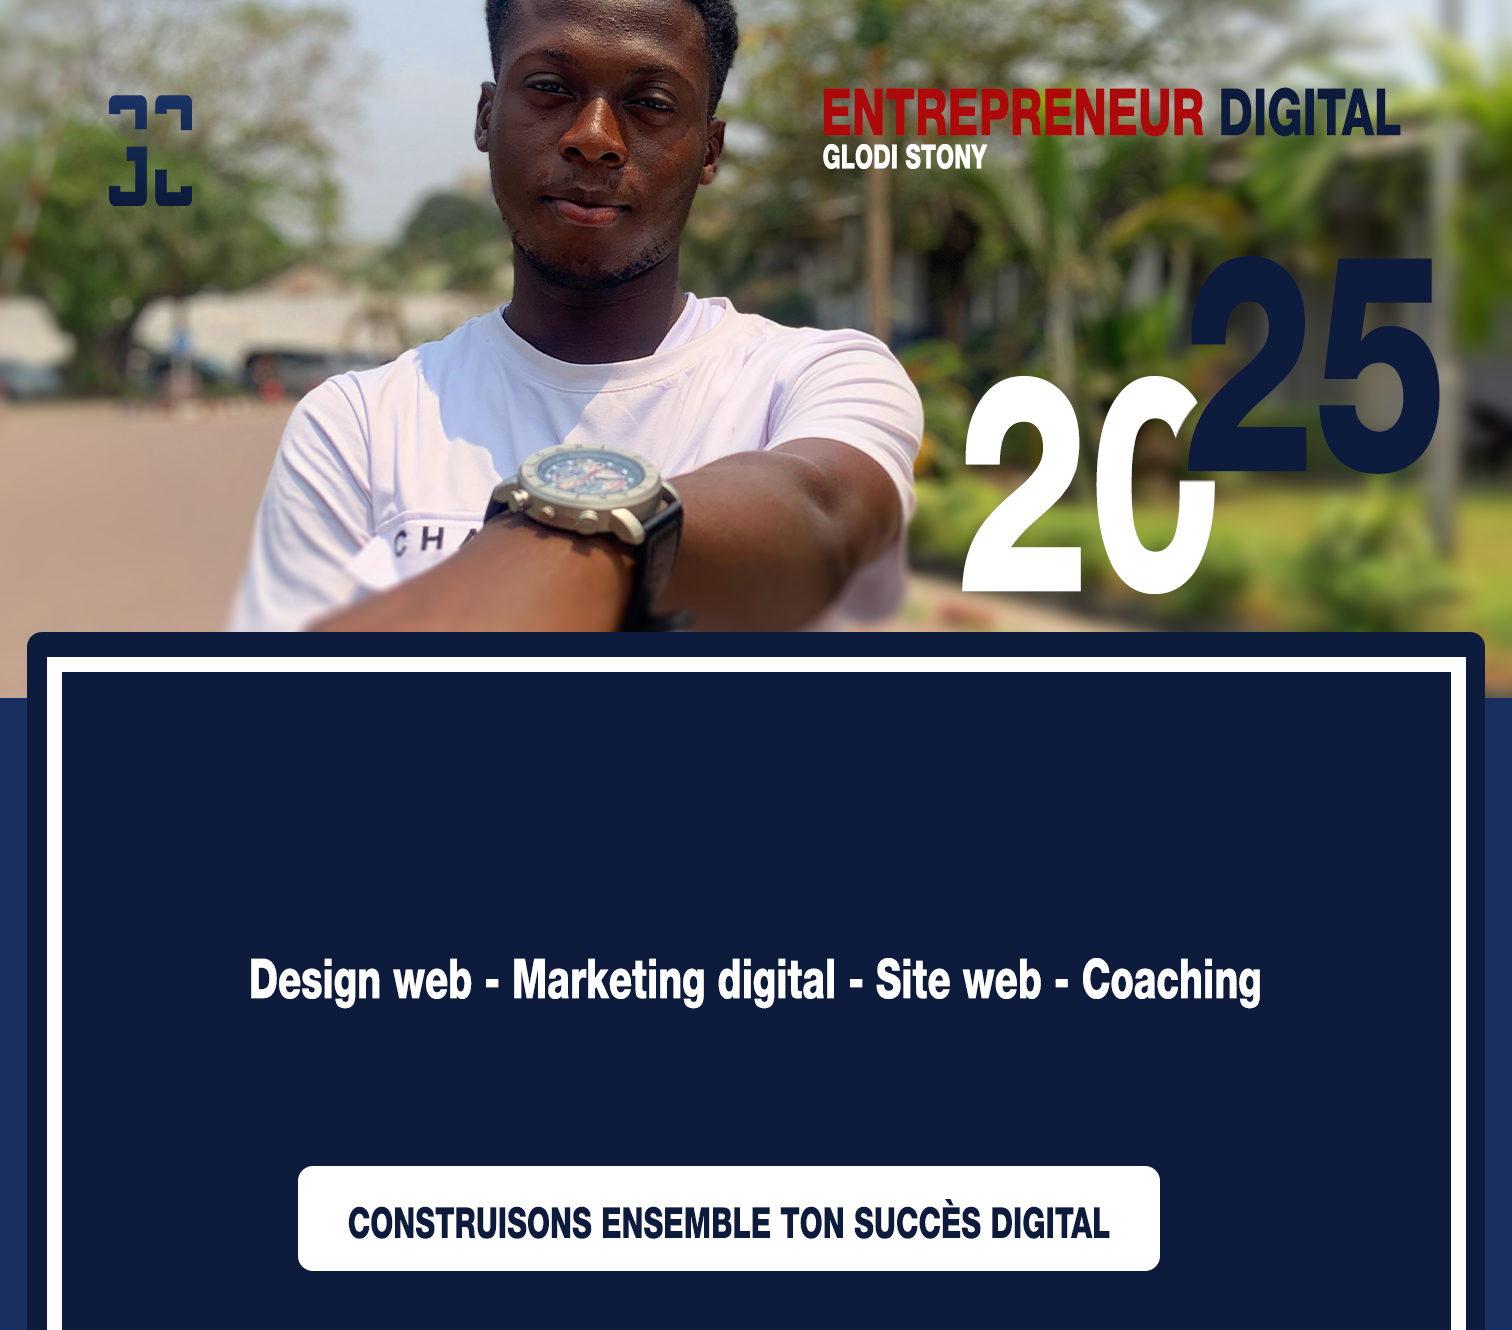 ENTREPRENEUR DIGITAL
GLODI STONY
2025
CHA
Design web - Marketing digital - Site web - Coaching
CONSTRUISONS ENSEMBLE TON SUCCÈS DIGITAL